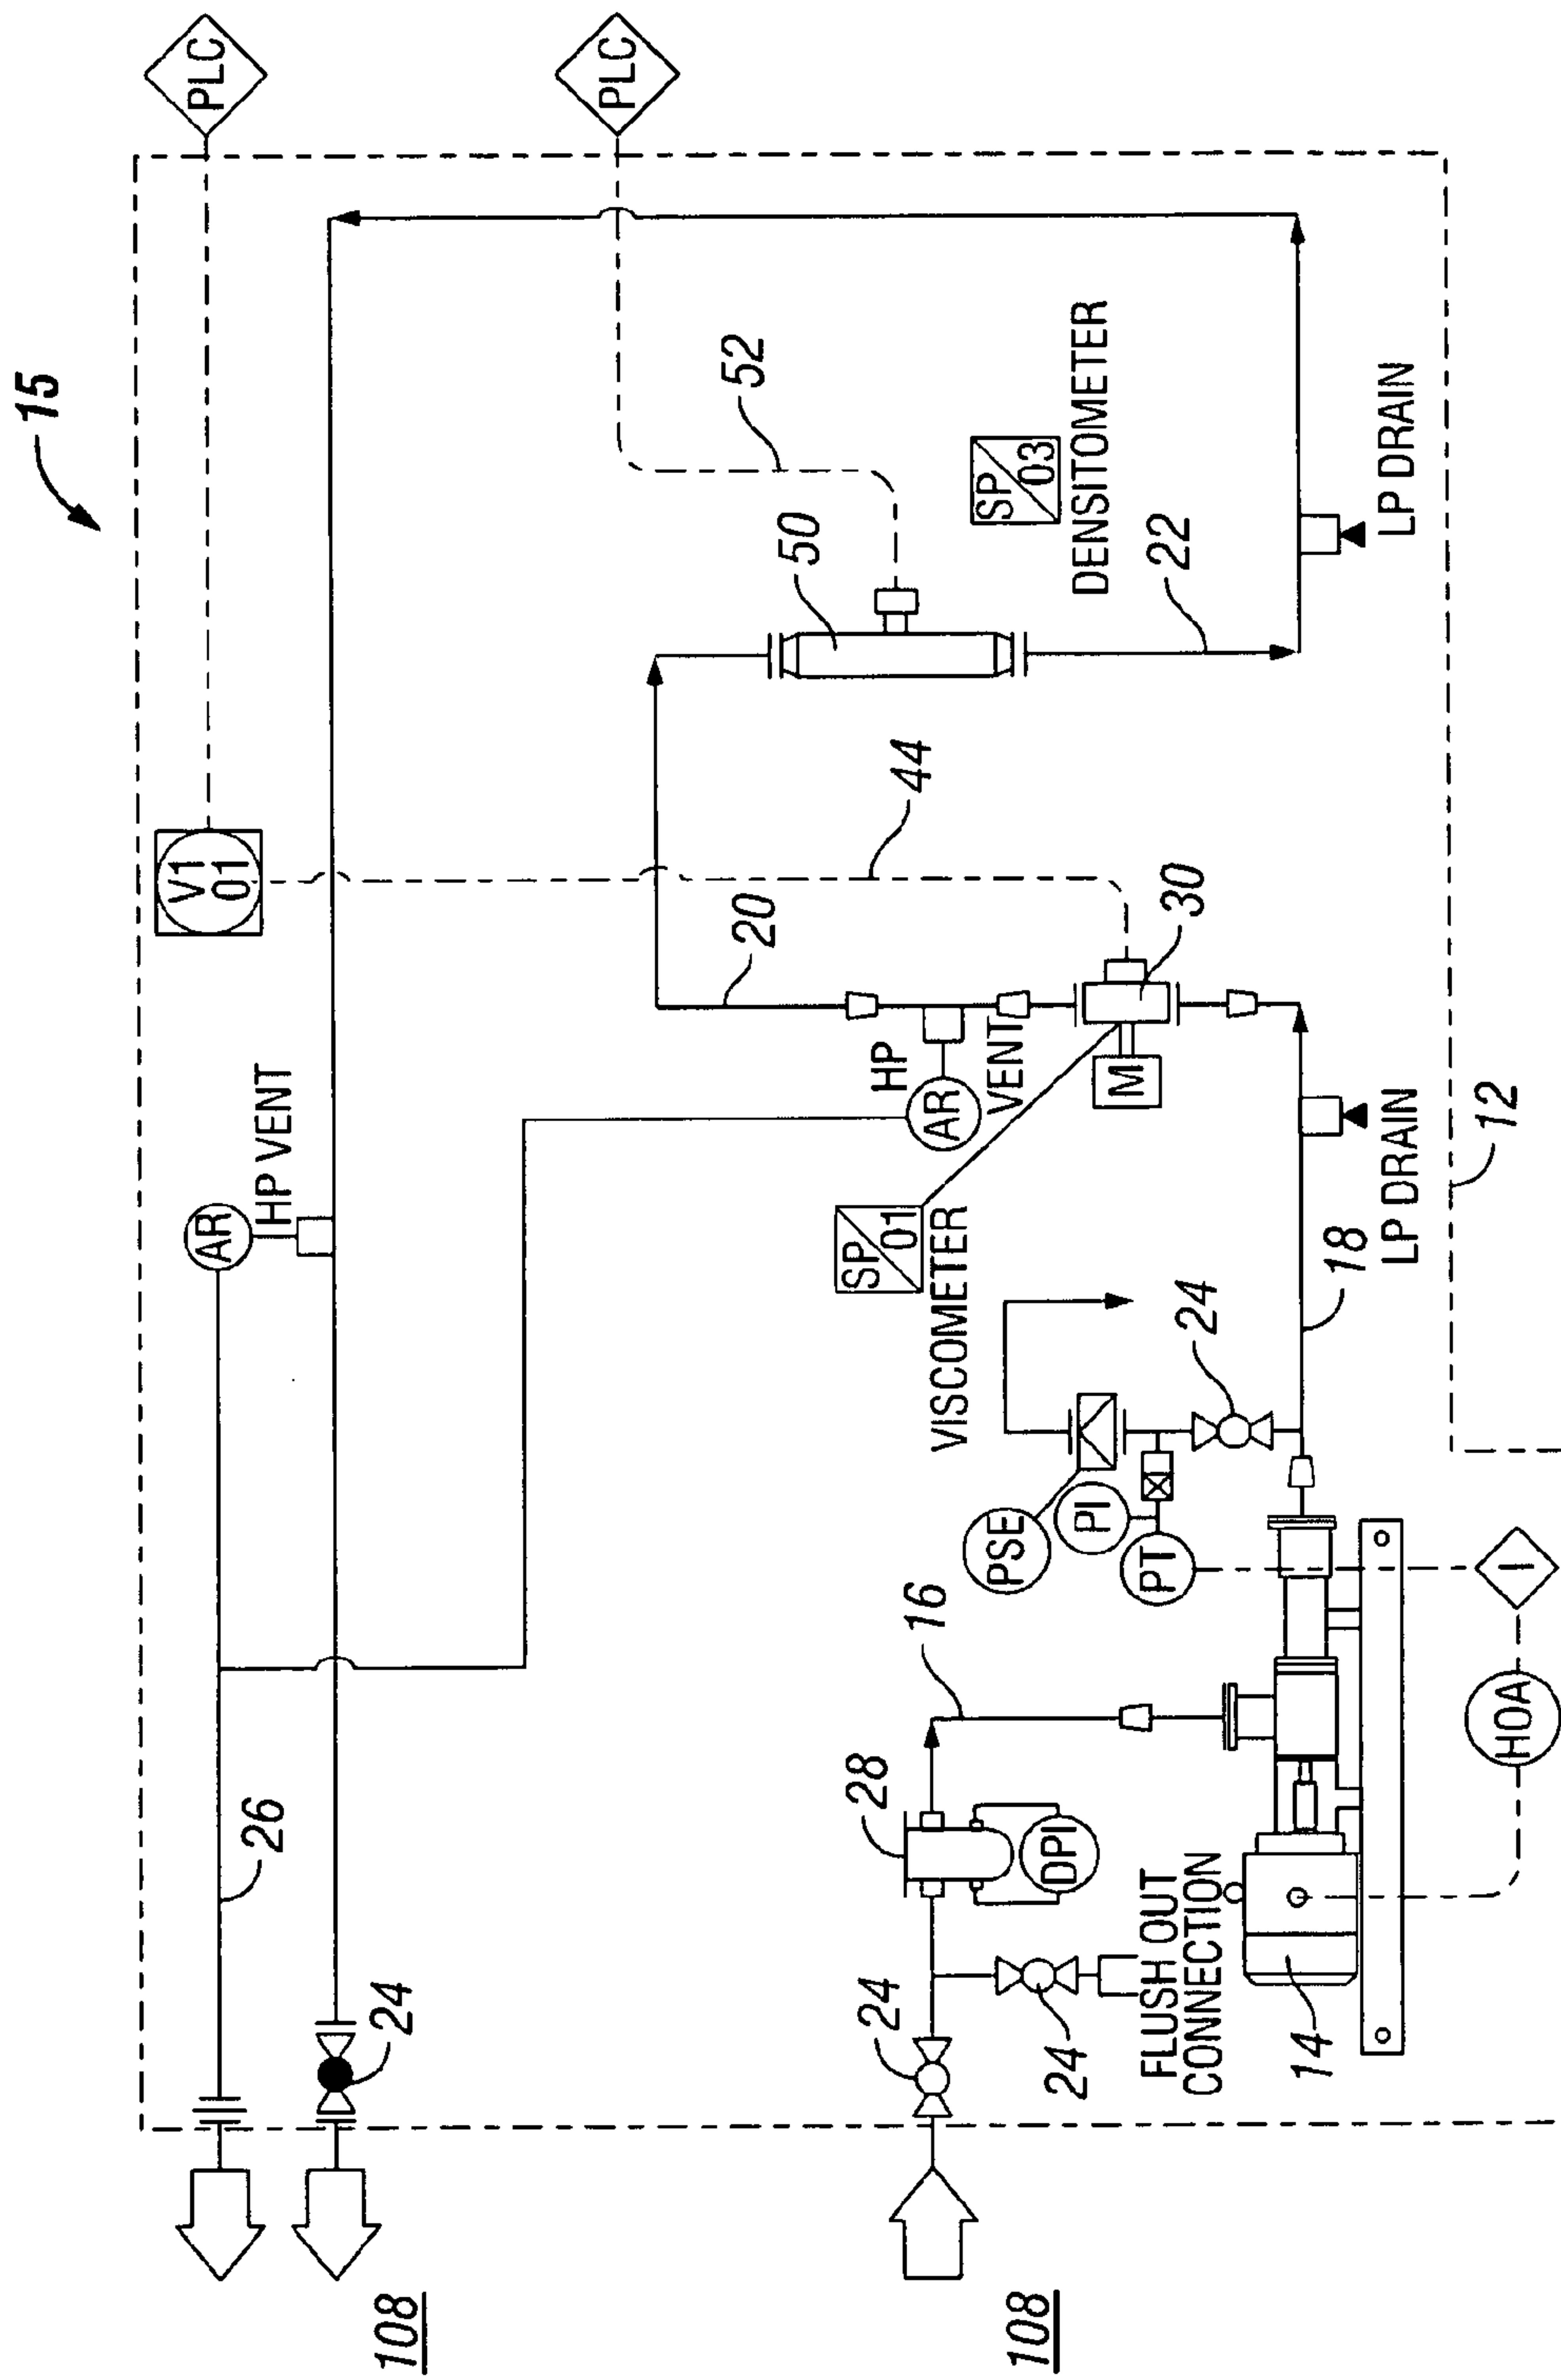 15
PLC
PLC
V1
01
AR
HP VENT
26
24
108
52
50
SP
03
DENSITOMETER
44
20
22
LP DRAIN
HP
AR
VENT
M
30
SP
01
VISCOMETER
24
18
LP DRAIN
12
PSE
PI
PT
16
28
DPI
24
24
FLUSH OUT
CONNECTION
14
I
HOA
108